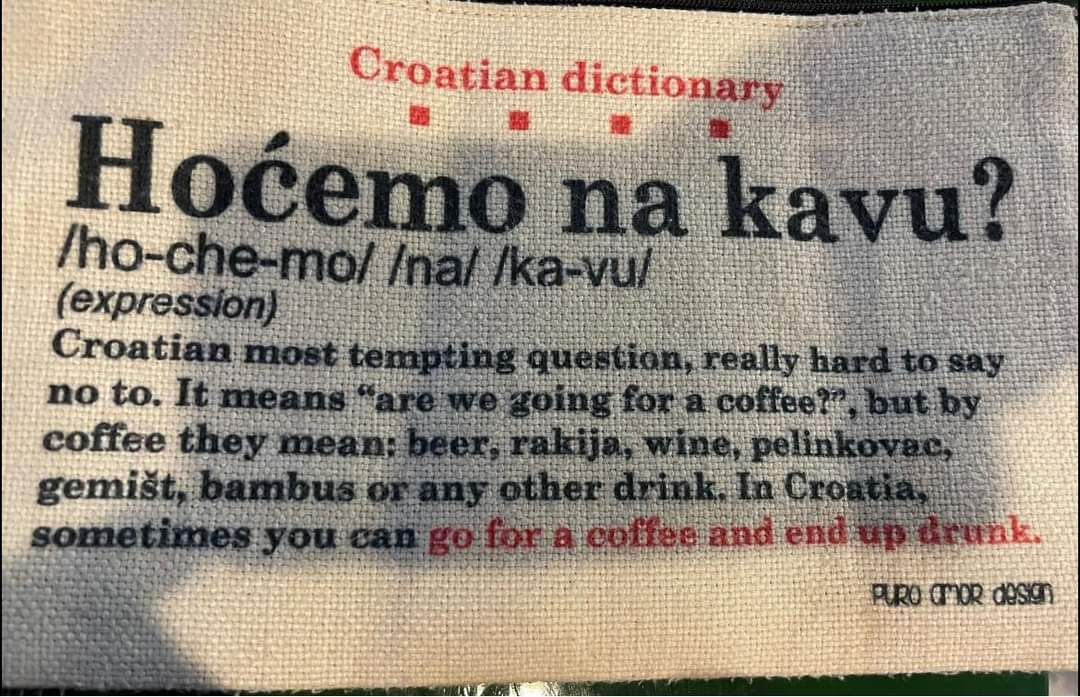 Croatian dictionary
Hoćemo na kavu?
/ho-che-mo/ /na/ /ka-vu/
(expression)
Croatian most tempting question, really hard to say
no to. It means “are we going for a coffee?”, but by
coffee they mean: beer, rakija, wine, pelinkovac,
gemišt, bambus or any other drink. In Croatia,
sometimes you can go for a coffee and end up drunk.
PURO AMOR design